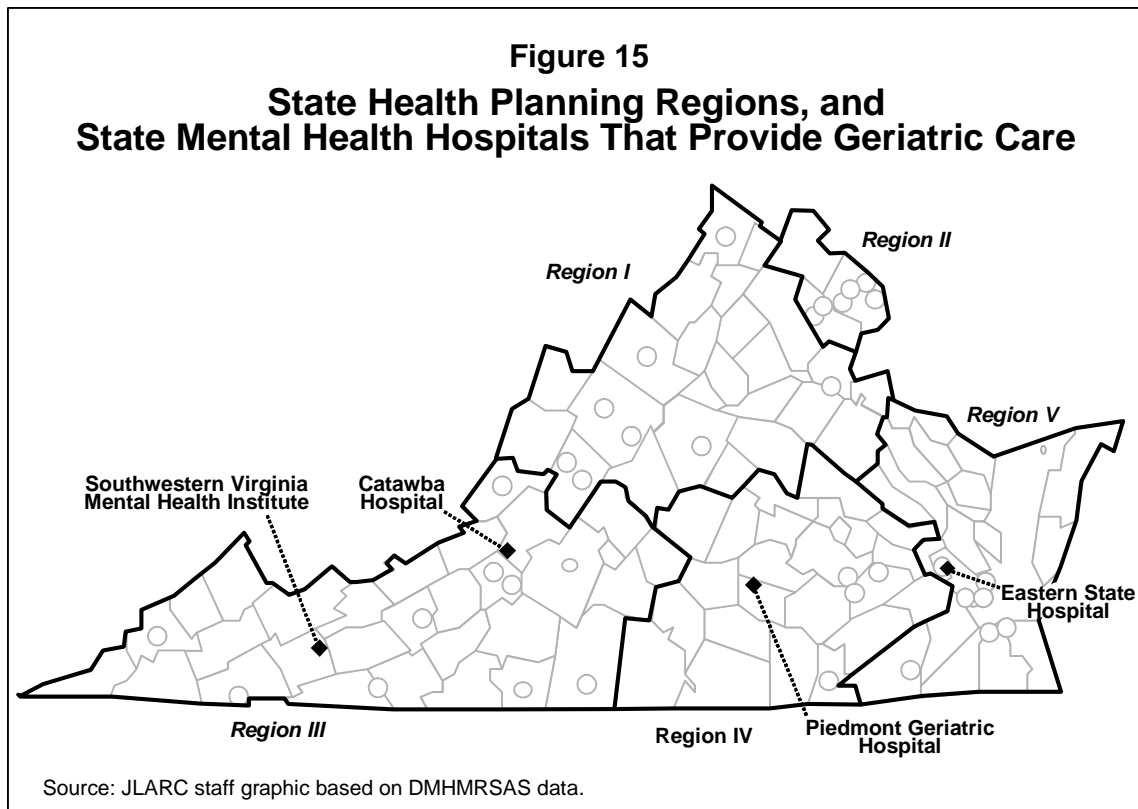 Figure 15
State Health Planning Regions, and
State Mental Health Hospitals That Provide Geriatric Care
Region II
Region I
Region V
Southwestern Virginia
Mental Health Institute
Catawba
Hospital
Eastern State
Hospital
Region III
Region IV
Piedmont Geriatric
Hospital
Source: JLARC staff graphic based on DMHMRSAS data.